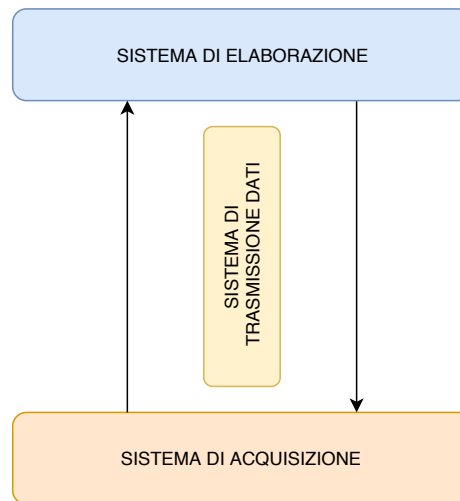 SISTEMA DI ELABORAZIONE
SISTEMA DI
TRASMISSIONE DATI
SISTEMA DI ACQUISIZIONE